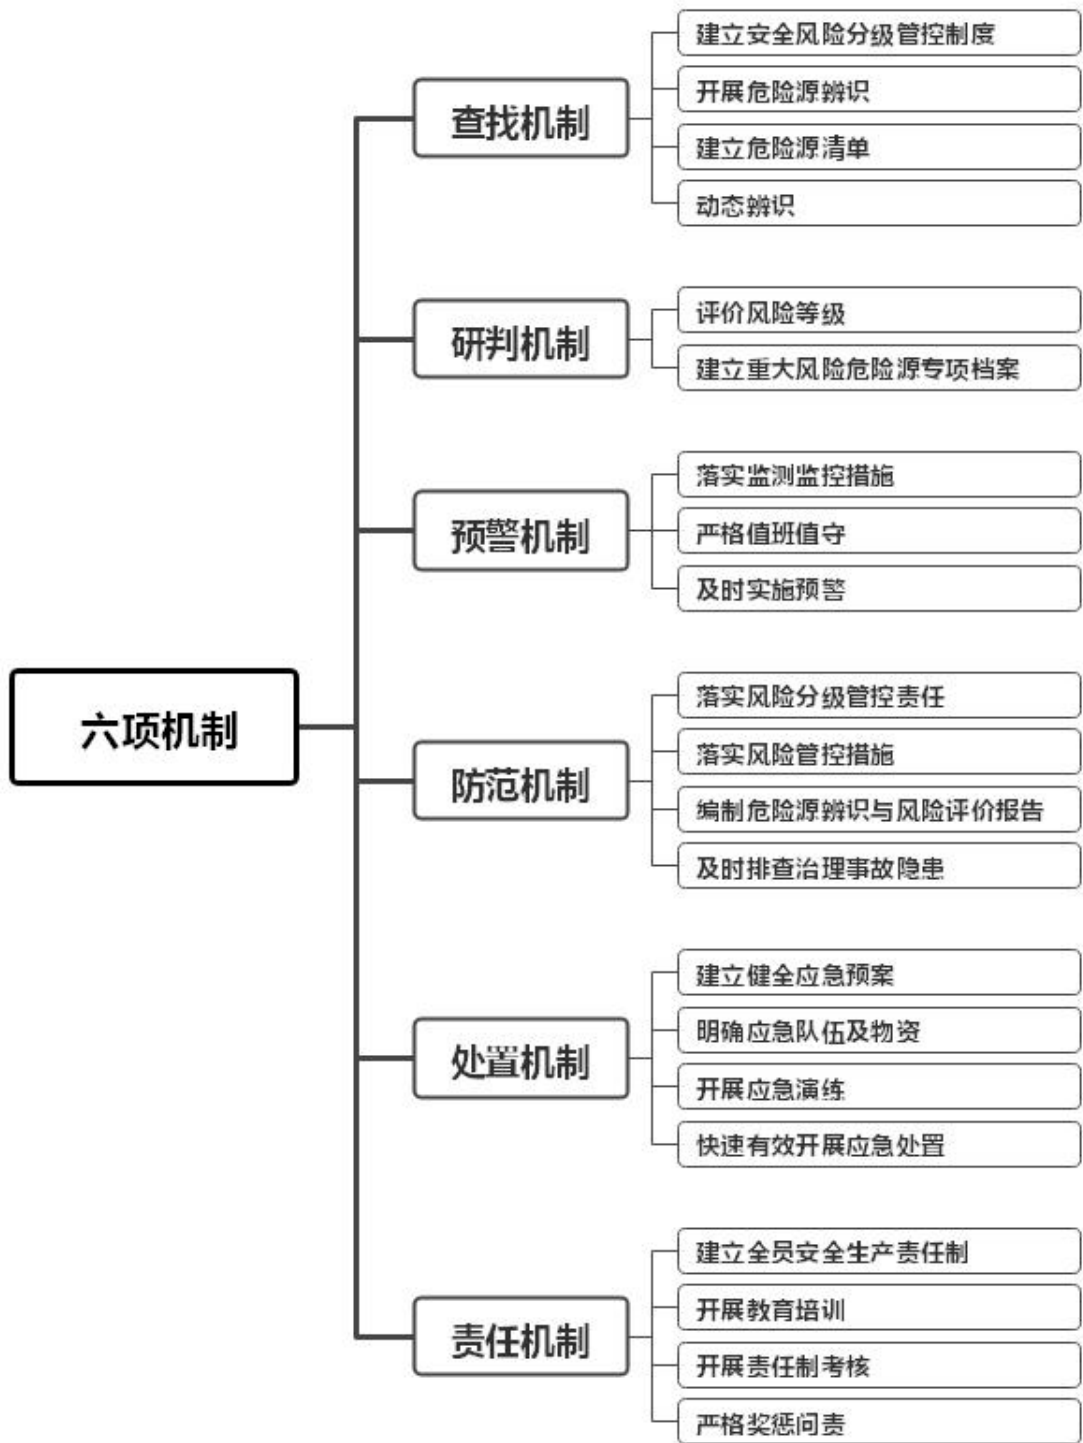 六项机制
查找机制
建立安全风险分级管控制度
开展危险源辨识
建立危险源清单
动态辨识
研判机制
评价风险等级
建立重大风险危险源专项档案
预警机制
落实监测监控措施
严格值班值守
及时实施预警
防范机制
落实风险分级管控责任
落实风险管控措施
编制危险源辨识与风险评价报告
及时排查治理事故隐患
处置机制
建立健全应急预案
明确应急队伍及物资
开展应急演练
快速有效开展应急处置
责任机制
建立全员安全生产责任制
开展教育培训
开展责任制考核
严格奖惩问责